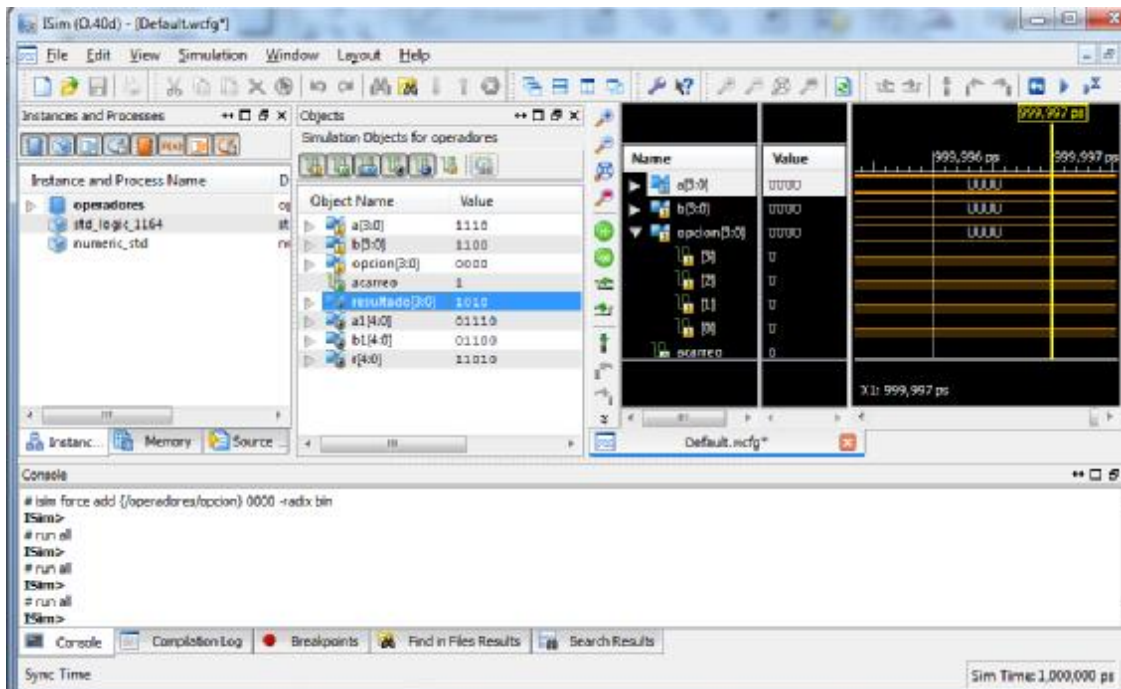 ISim (O.40d) - [Default.wcfg*]
File Edit View Simulation Window Layout Help
Instances and Processes
Instance and Process Name D
operadores
std_logic_1164
numeric_std
Instanc... Memory Source
Objects
Simulation Objects for operadores
Object Name Value
a[3:0] 1110
b[3:0] 1100
opcion[3:0] 0000
acarreo 1
resultado[3:0] 1010
a1[4:0] 01110
b1[4:0] 01100
r[4:0] 11010
Name Value
a[3:0] UUUU
b[3:0] UUUU
opcion[3:0] UUUU
[3] U
[2] U
[1] U
[0] U
acarreo 0
999,997 ps
999,996 ps 999,997 ps
UUUU
UUUU
UUUU
X1: 999,997 ps
Default.wcfg*
Console
# isim force add {/operadores/opcion} 0000 -radix bin
ISim>
# run all
ISim>
# run all
ISim>
# run all
ISim>
Console Compilation Log Breakpoints Find in Files Results Search Results
Sync Time
Sim Time: 1,000,000 ps